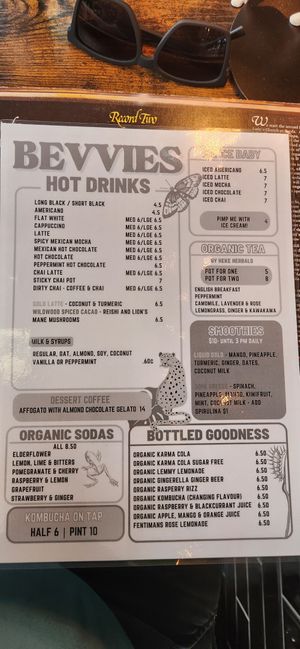 Record Two
BEVVIES
HOT DRINKS
LONG BLACK / SHORT BLACK 4.5
AMERICANO 4.5
FLAT WHITE MED 6/LGE 6.5
CAPPUCCINO MED 6/LGE 6.5
LATTE MED 6/LGE 6.5
SPICY MEXICAN MOCHA MED 6/LGE 6.5
MEXICAN HOT CHOCOLATE MED 6/LGE 6.5
HOT CHOCOLATE MED 6/LGE 6.5
PEPPERMINT HOT CHOCOLATE 6.5
CHAI LATTE MED 6/LGE 6.5
STICKY CHAI POT 7
DIRTY CHAI - COFFEE & CHAI MED 6/LGE 6.5
GOLD LATTE - COCONUT & TURMERIC 6.5
WILDWOOD SPICED CACAO - REISHI AND LION'S
MANE MUSHROOMS 6.5
MILK & SYRUPS
REGULAR, OAT, ALMOND, SOY, COCONUT
VANILLA OR PEPPERMINT .60c
DESSERT COFFEE
AFFOGATO WITH ALMOND CHOCOLATE GELATO 14
ORGANIC SODAS
ALL 8.50
ELDERFLOWER
LEMON, LIME & BITTERS
POMEGRANATE & CHERRY
RASPBERRY & LEMON
GRAPEFRUIT
STRAWBERRY & GINGER
KOMBUCHA ON TAP
HALF 6 | PINT 10
ICE BABY
ICED AMERICANO 6.5
ICED LATTE 7
ICED MOCHA 7
ICED CHOCOLATE 7
ICED CHAI 7
PIMP ME WITH
ICE CREAM! 4
ORGANIC TEA
BY HEKE HERBALS
POT FOR ONE 5
POT FOR TWO 8
ENGLISH BREAKFAST
PEPPERMINT
CAMOMILE, LAVENDER & ROSE
LEMONGRASS, GINGER & KAWAKAWA
SMOOTHIES
$10- UNTIL 3 PM DAILY
LIQUID GOLD - MANGO, PINEAPPLE,
TURMERIC, GINGER, DATES,
COCONUT MILK
SPINACH,
KIWIFRUIT,
MINT, COCONUT MILK - ADD
SPIRULINA $1
BOTTLED GOODNESS
ORGANIC KARMA COLA 6.50
ORGANIC KARMA COLA SUGAR FREE 6.50
ORGANIC LEMMY LEMONADE 6.50
ORGANIC GINGERELLA GINGER BEER 6.50
ORGANIC RASPERRY RIZZ 6.50
ORGANIC KOMBUCHA (CHANGING FLAVOUR) 6.50
ORGANIC RASPBERRY & BLACKCURRANT JUICE 6.50
ORGANIC APPLE, MANGO & ORANGE JUICE 6.50
FENTIMANS ROSE LEMONADE 6.50